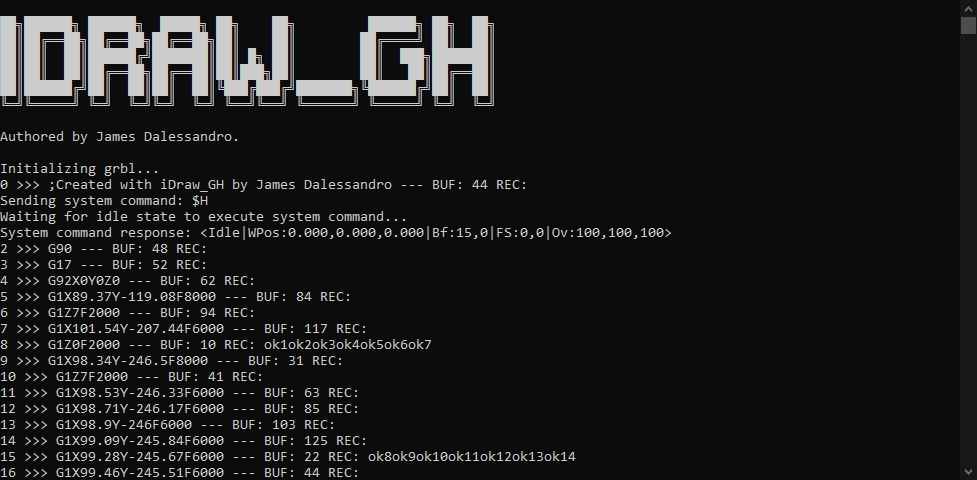 IDRAW_GH
Authored by James Dalessandro.
Initializing grbl...
0 >>> ;Created with iDraw_GH by James Dalessandro --- BUF: 44 REC:
Sending system command: $H
Waiting for idle state to execute system command...
System command response: <Idle|WPos:0.000,0.000,0.000|Bf:15,0|FS:0,0|Ov:100,100,100>
2 >>> G90 --- BUF: 48 REC:
3 >>> G17 --- BUF: 52 REC:
4 >>> G92X0Y0Z0 --- BUF: 62 REC:
5 >>> G1X89.37Y-119.08F8000 --- BUF: 84 REC:
6 >>> G1Z7F2000 --- BUF: 94 REC:
7 >>> G1X101.54Y-207.44F6000 --- BUF: 117 REC:
8 >>> G1Z0F2000 --- BUF: 10 REC: ok1ok2ok3ok4ok5ok6ok7
9 >>> G1X98.34Y-246.5F8000 --- BUF: 31 REC:
10 >>> G1Z7F2000 --- BUF: 41 REC:
11 >>> G1X98.53Y-246.33F6000 --- BUF: 63 REC:
12 >>> G1X98.71Y-246.17F6000 --- BUF: 85 REC:
13 >>> G1X98.9Y-246F6000 --- BUF: 103 REC:
14 >>> G1X99.09Y-245.84F6000 --- BUF: 125 REC:
15 >>> G1X99.28Y-245.67F6000 --- BUF: 22 REC: ok8ok9ok10ok11ok12ok13ok14
16 >>> G1X99.46Y-245.51F6000 --- BUF: 44 REC: